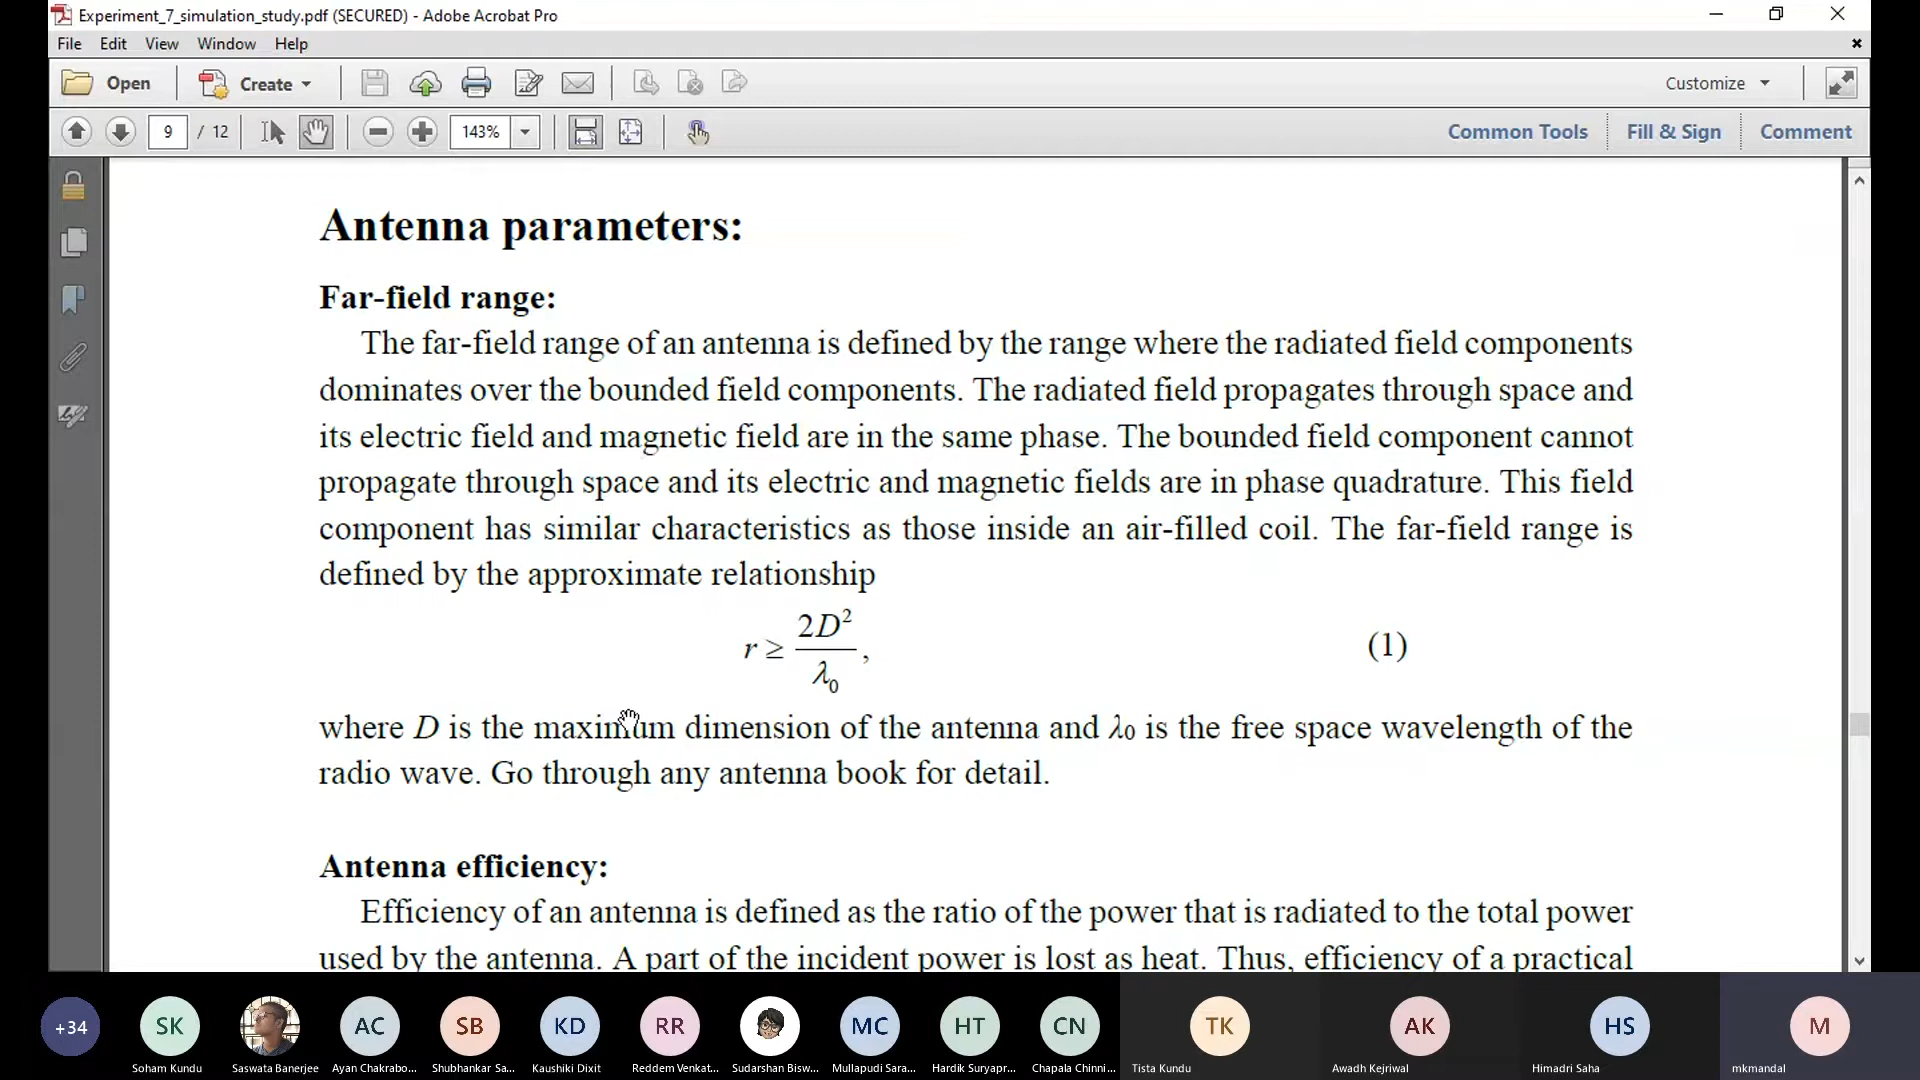 Experiment_7_simulation_study.pdf (SECURED) - Adobe Acrobat Pro
File Edit View Window Help
Open Create Customize
9 / 12 143% Common Tools Fill & Sign Comment
Antenna parameters:
Far-field range:
The far-field range of an antenna is defined by the range where the radiated field components
dominates over the bounded field components. The radiated field propagates through space and
its electric field and magnetic field are in the same phase. The bounded field component cannot
propagate through space and its electric and magnetic fields are in phase quadrature. This field
component has similar characteristics as those inside an air-filled coil. The far-field range is
defined by the approximate relationship
r ≥ 2D²/λ₀, (1)
where D is the maximum dimension of the antenna and λ₀ is the free space wavelength of the
radio wave. Go through any antenna book for detail.
Antenna efficiency:
Efficiency of an antenna is defined as the ratio of the power that is radiated to the total power
used by the antenna. A part of the incident power is lost as heat. Thus, efficiency of a practical
+34 SK AC SB KD RR MC HT CN TK AK HS M
Soham Kundu Saswata Banerjee Ayan Chakrabo... Shubhankar Sa... Kaushiki Dixit Reddem Venkat... Sudarshan Bisw... Mullapudi Sara... Hardik Suryapr... Chapala Chinni... Tista Kundu Awadh Kejriwal Himadri Saha mkmandal